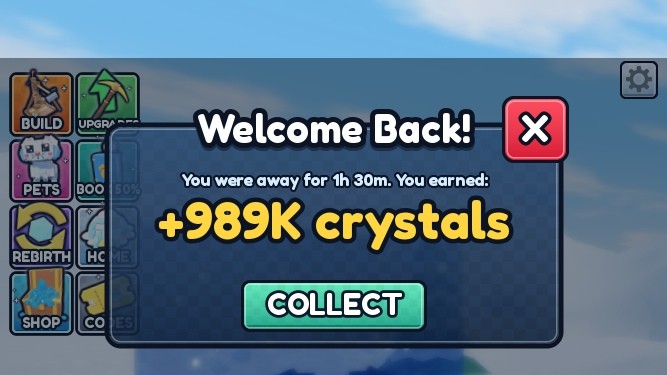 Welcome Back!
You were away for 1h 30m. You earned:
+989K crystals
COLLECT
BUILD
UPGRADES
PETS
50%
REBIRTH
HOME
SHOP
CODES